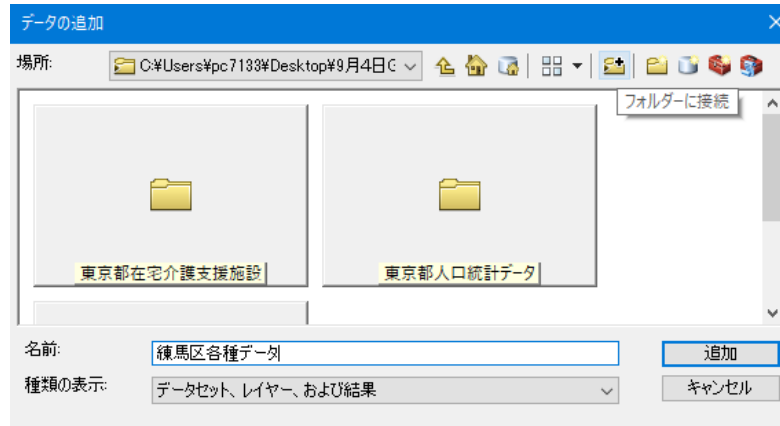 データの追加
場所:
C:¥Users¥pc7133¥Desktop¥9月4日G
フォルダーに接続
東京都在宅介護支援施設
東京都人口統計データ
名前:
練馬区各種データ
追加
種類の表示:
データセット、レイヤー、および結果
キャンセル